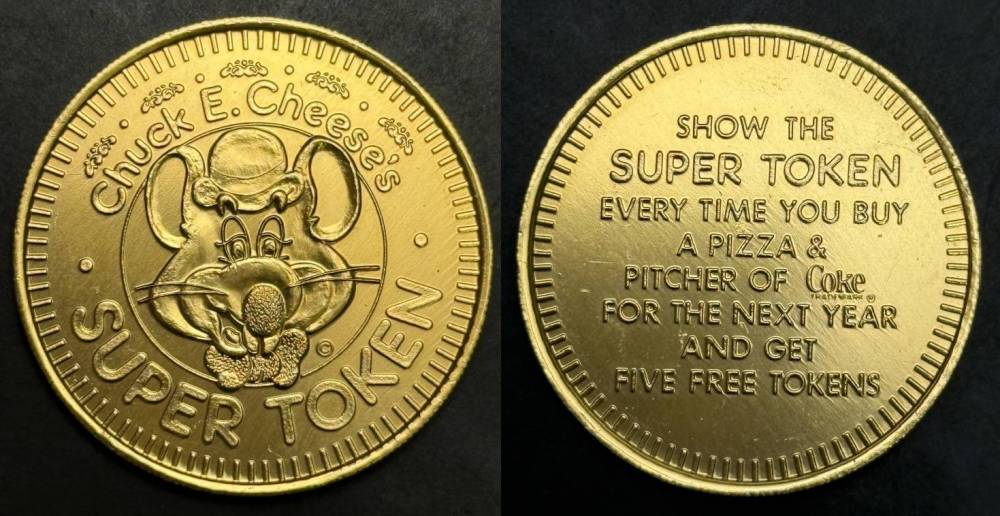 Chuck E. Cheese's
SUPER TOKEN
©
SHOW THE
SUPER TOKEN
EVERY TIME YOU BUY
A PIZZA &
PITCHER OF Coke
TRADEMARK ®
FOR THE NEXT YEAR
AND GET
FIVE FREE TOKENS